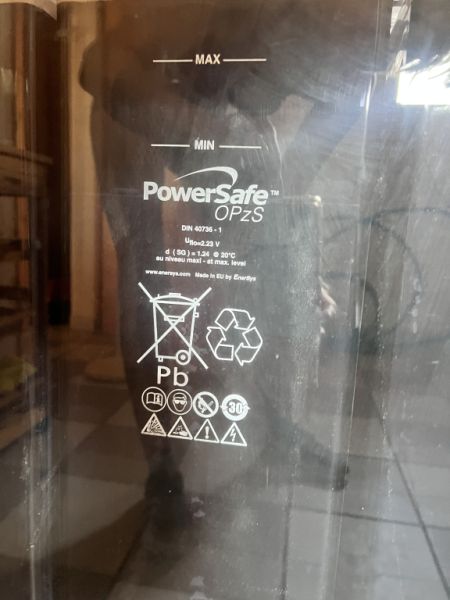 MAX
MIN
PowerSafe™
OPzS
DIN 40736 - 1
Uflo=2.23 V
d (SG) = 1.24 @ 20°C
au niveau maxi - at max. level
www.enersys.com Made in EU by EnerSys
Pb
30